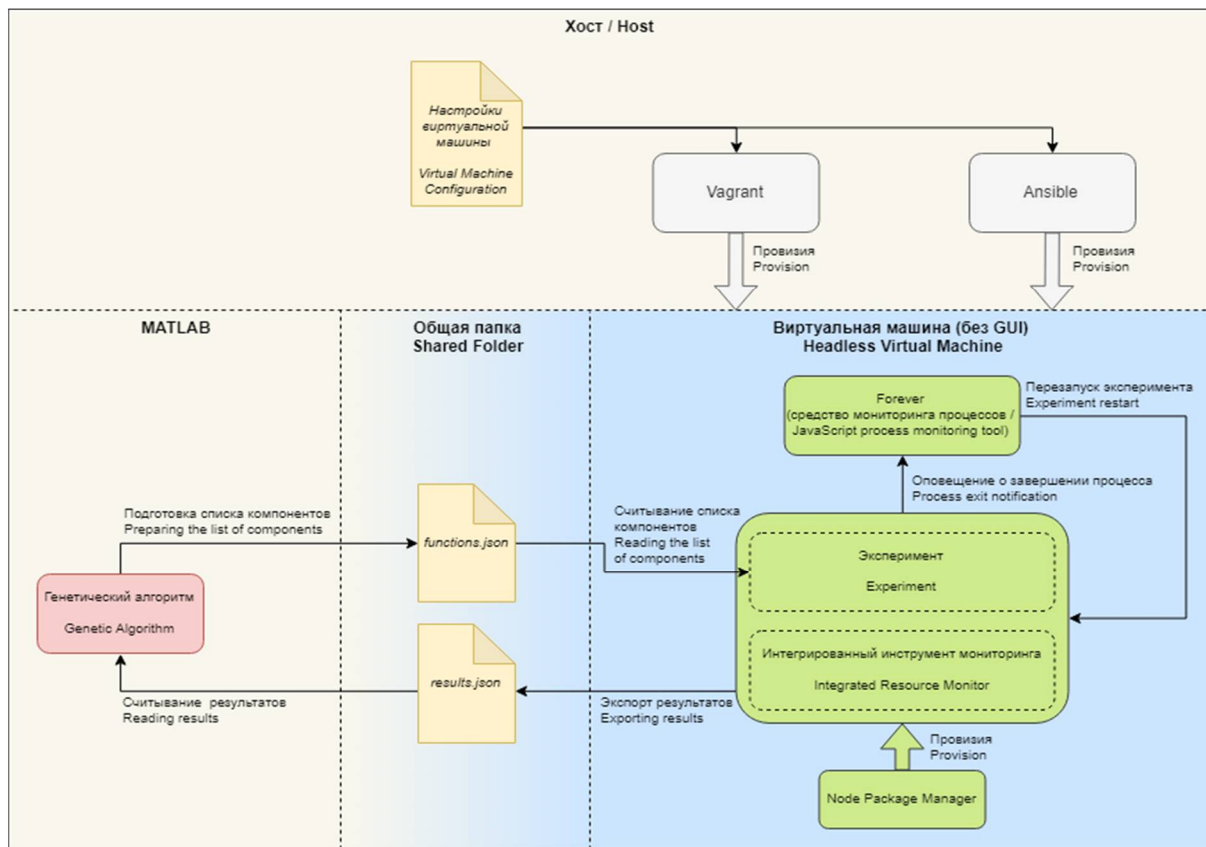 Хост / Host
Настройки
виртуальной
машины
Virtual Machine
Configuration
Vagrant
Ansible
Провизия
Provision
Провизия
Provision
MATLAB
Общая папка
Shared Folder
Виртуальная машина (без GUI)
Headless Virtual Machine
Forever
(средство мониторинга процессов /
JavaScript process monitoring tool)
Перезапуск эксперимента
Experiment restart
Оповещение о завершении процесса
Process exit notification
Подготовка списка компонентов
Preparing the list of components
functions.json
Считывание списка
компонентов
Reading the list
of components
Эксперимент
Experiment
Генетический алгоритм
Genetic Algorithm
Интегрированный инструмент мониторинга
Integrated Resource Monitor
results.json
Считывание результатов
Reading results
Экспорт результатов
Exporting results
Провизия
Provision
Node Package Manager